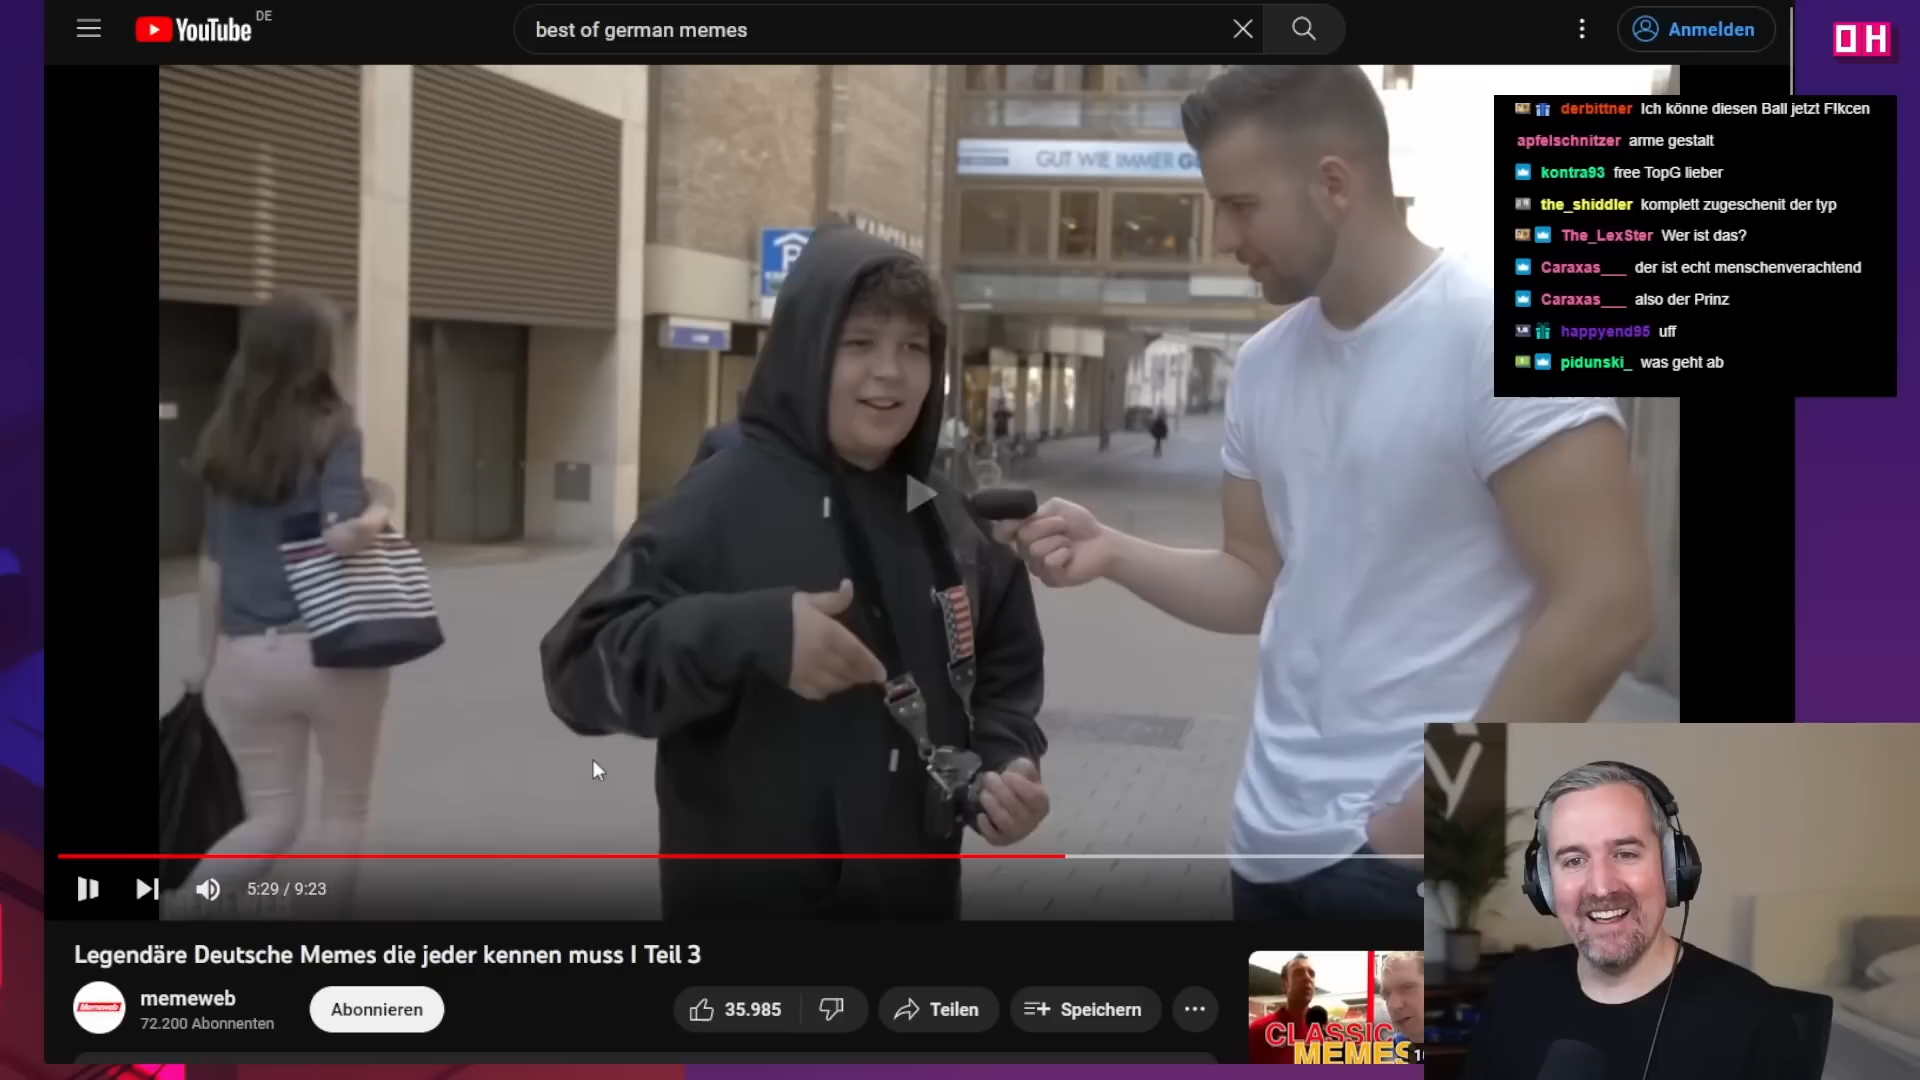 YouTube DE
best of german memes
Anmelden
OH
GUT WIE IMMER
P
derbittner Ich könne diesen Ball jetzt F!kcen
apfelschnitzer arme gestalt
kontra93 free TopG lieber
the_shiddler komplett zugeschenit der typ
The_LexSter Wer ist das?
Caraxas___ der ist echt menschenverachtend
Caraxas___ also der Prinz
happyend95 uff
pidunski_ was geht ab
5:29 / 9:23
Legendäre Deutsche Memes die jeder kennen muss I Teil 3
Memeweb
memeweb
72.200 Abonnenten
Abonnieren
35.985
Teilen
Speichern
CLASSIC
MEMES